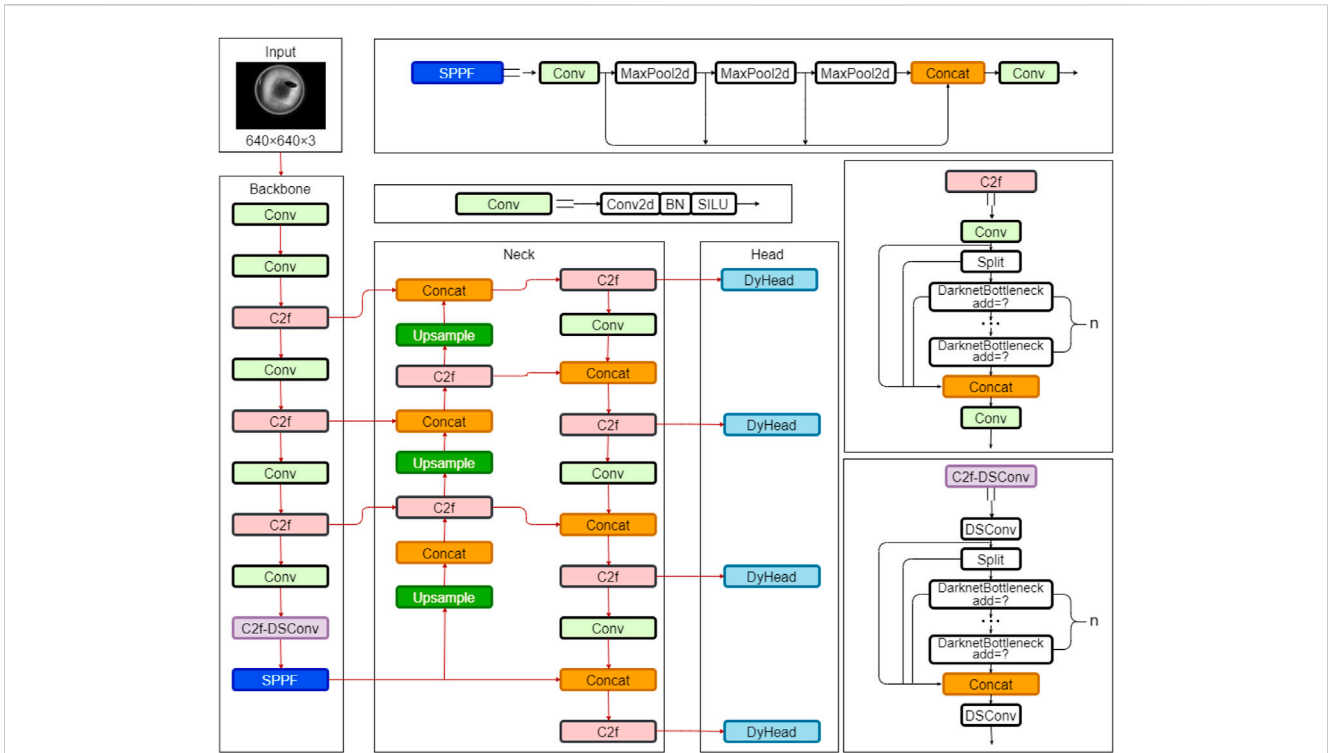 Input
640×640×3
SPPF
Conv
MaxPool2d
MaxPool2d
MaxPool2d
Concat
Conv
Conv
Conv2d
BN
SILU
Backbone
Conv
Conv
C2f
Conv
C2f
Conv
C2f
Conv
C2f-DSConv
SPPF
Neck
Concat
Upsample
C2f
Concat
Upsample
C2f
Concat
Upsample
C2f
Conv
Concat
C2f
Conv
Concat
C2f
Conv
Concat
C2f
Head
DyHead
DyHead
DyHead
DyHead
C2f
Conv
Split
DarknetBottleneck
add=?
DarknetBottleneck
add=?
n
Concat
Conv
C2f-DSConv
DSConv
Split
DarknetBottleneck
add=?
DarknetBottleneck
add=?
n
Concat
DSConv